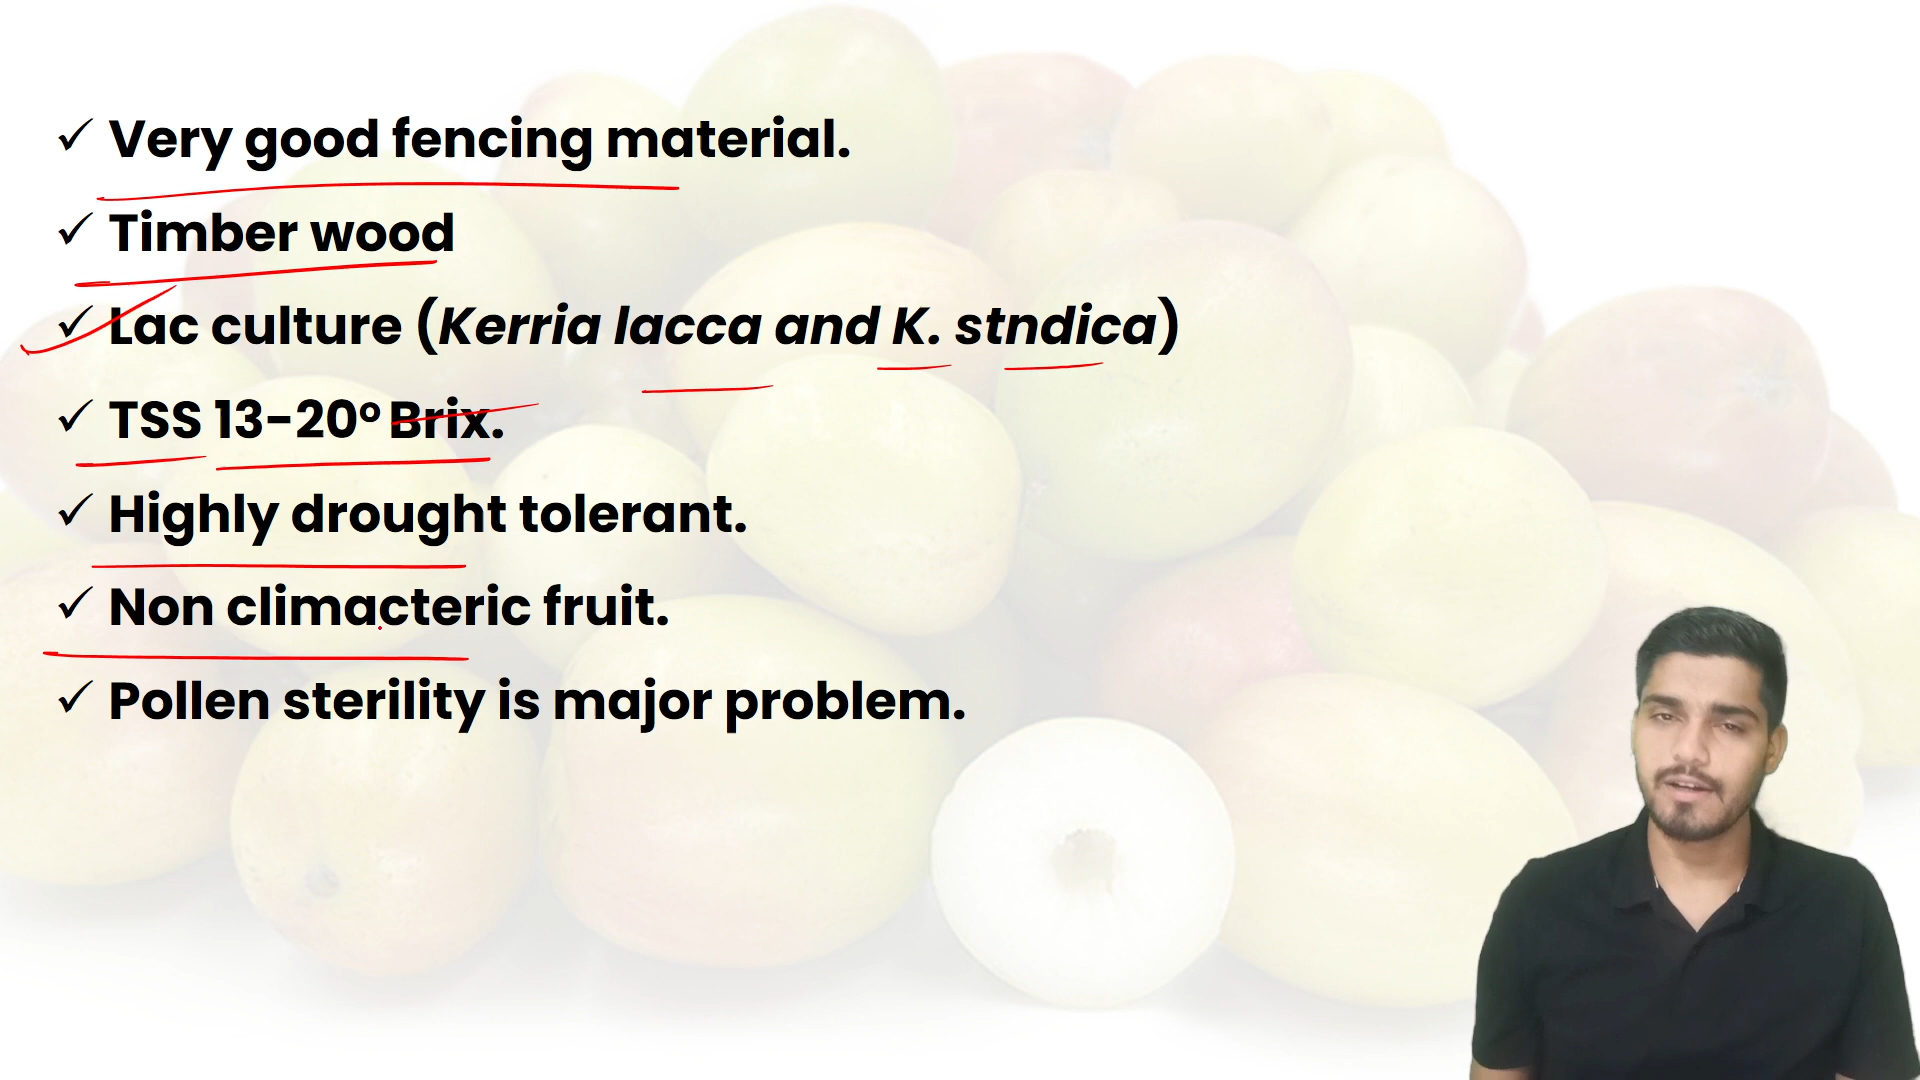 ✓ Very good fencing material.
✓ Timber wood
✓ Lac culture (Kerria lacca and K. stndica)
✓ TSS 13-20° Brix.
✓ Highly drought tolerant.
✓ Non climacteric fruit.
✓ Pollen sterility is major problem.